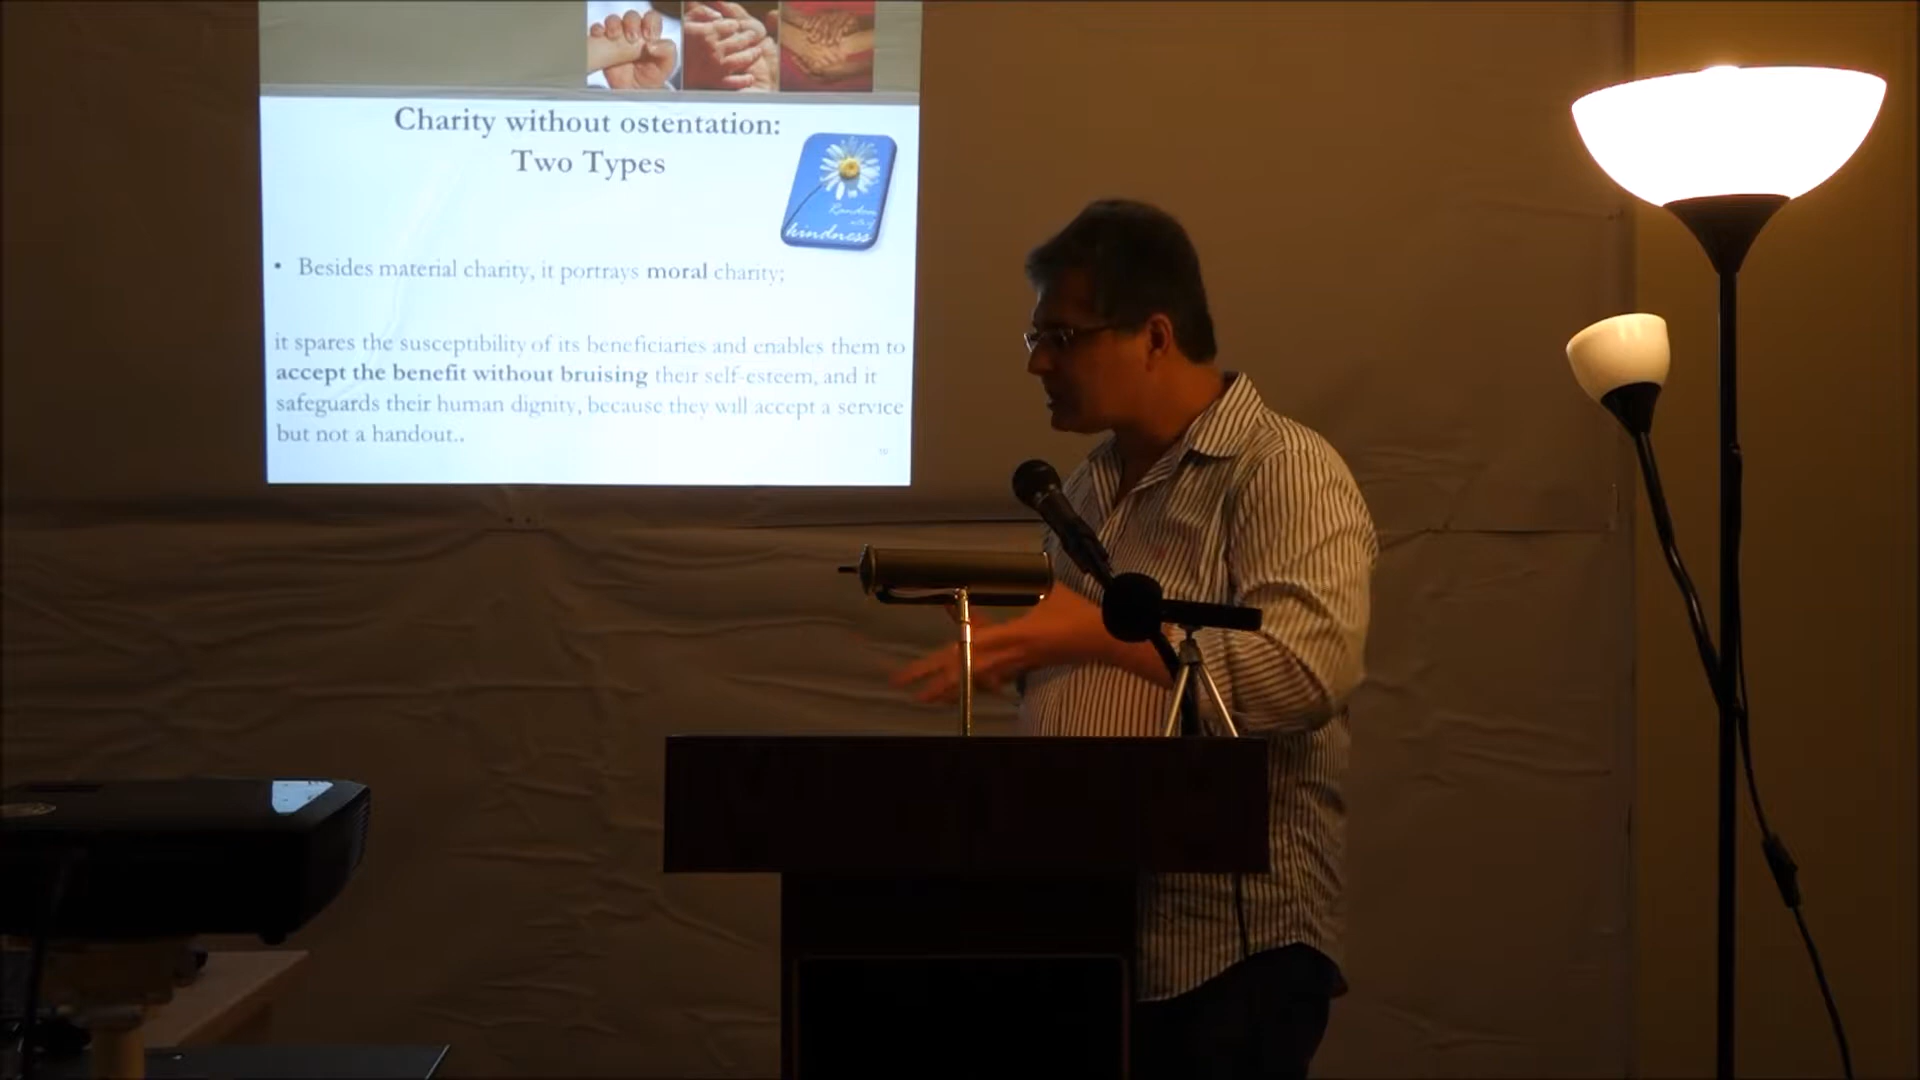 Charity without ostentation:
Two Types
Random
kindness
• Besides material charity, it portrays moral charity;
it spares the susceptibility of its beneficiaries and enables them to
accept the benefit without bruising their self-esteem, and it
safeguards their human dignity, because they will accept a service
but not a handout..